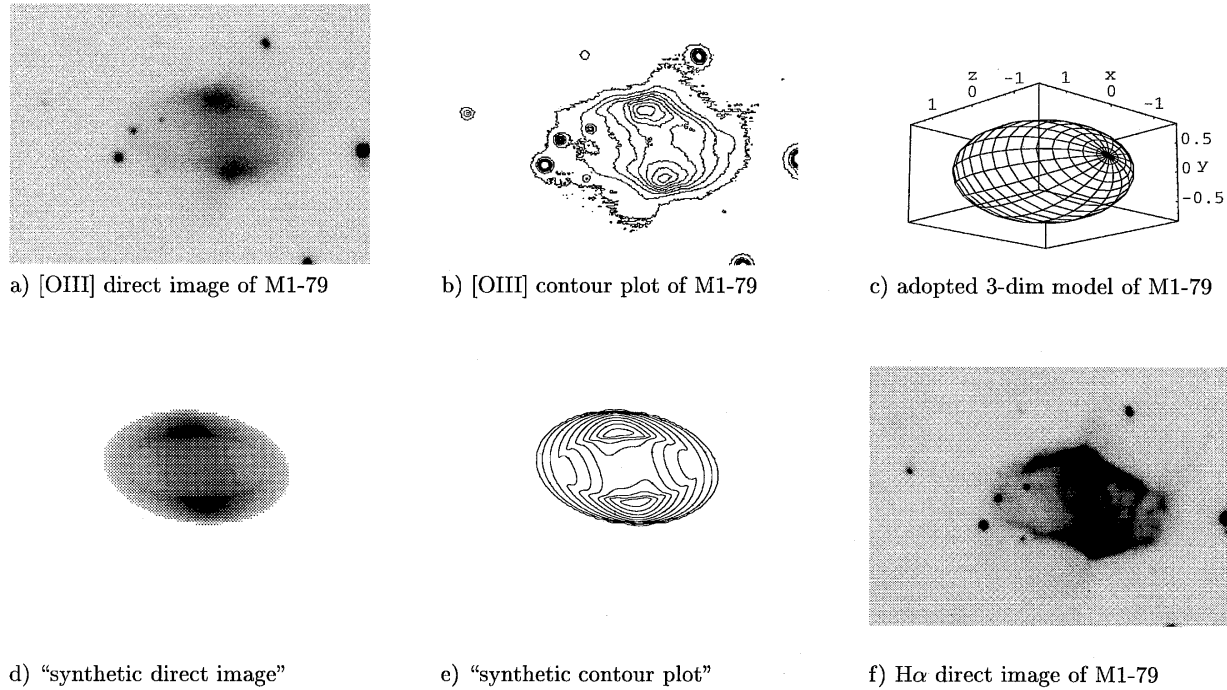 z
-1
1
x
0
0
1
-1
0.5
0 y
-0.5
a) [OIII] direct image of M1-79
b) [OIII] contour plot of M1-79
c) adopted 3-dim model of M1-79
d) “synthetic direct image”
e) “synthetic contour plot”
f) Hα direct image of M1-79